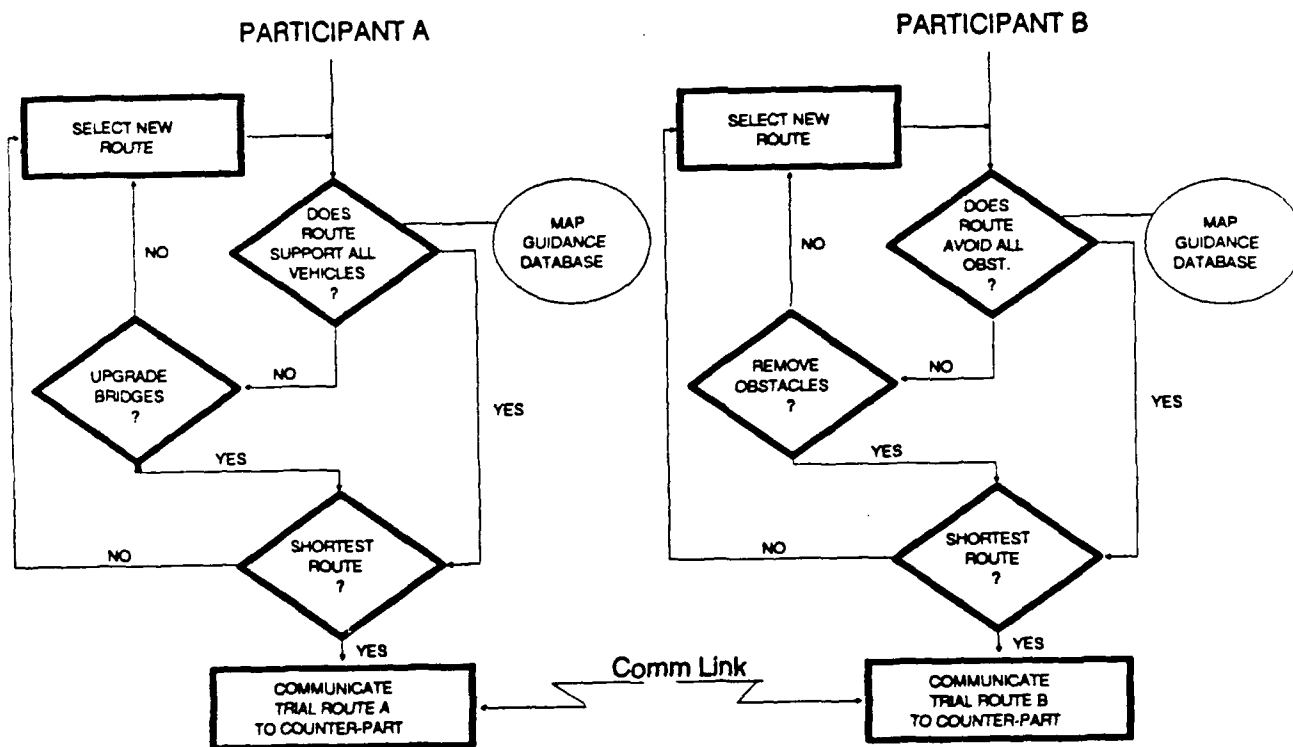 PARTICIPANT A
SELECT NEW
ROUTE
DOES
ROUTE
SUPPORT ALL
VEHICLES
?
MAP
GUIDANCE
DATABASE
NO
NO
UPGRADE
BRIDGES
?
YES
YES
SHORTEST
ROUTE
?
NO
YES
COMMUNICATE
TRIAL ROUTE A
TO COUNTER-PART
Comm Link
PARTICIPANT B
SELECT NEW
ROUTE
DOES
ROUTE
AVOID ALL
OBST.
?
MAP
GUIDANCE
DATABASE
NO
NO
REMOVE
OBSTACLES
?
YES
YES
SHORTEST
ROUTE
?
NO
YES
COMMUNICATE
TRIAL ROUTE B
TO COUNTER-PART